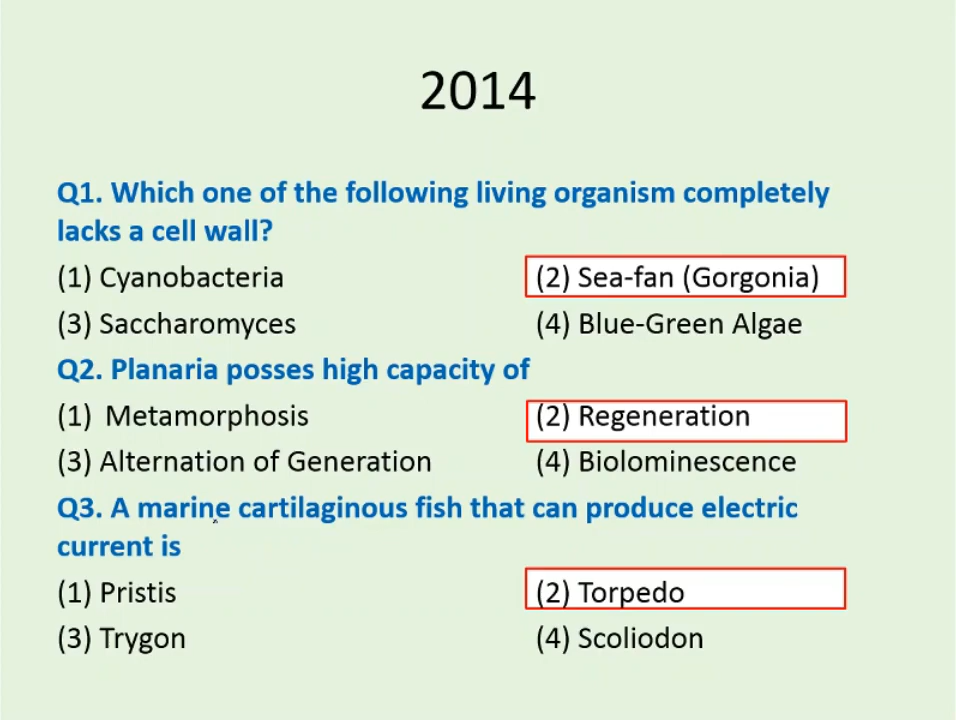 2014
Q1. Which one of the following living organism completely
lacks a cell wall?
(1) Cyanobacteria (2) Sea-fan (Gorgonia)
(3) Saccharomyces (4) Blue-Green Algae
Q2. Planaria posses high capacity of
(1) Metamorphosis (2) Regeneration
(3) Alternation of Generation (4) Biolominescence
Q3. A marine cartilaginous fish that can produce electric
current is
(1) Pristis (2) Torpedo
(3) Trygon (4) Scoliodon